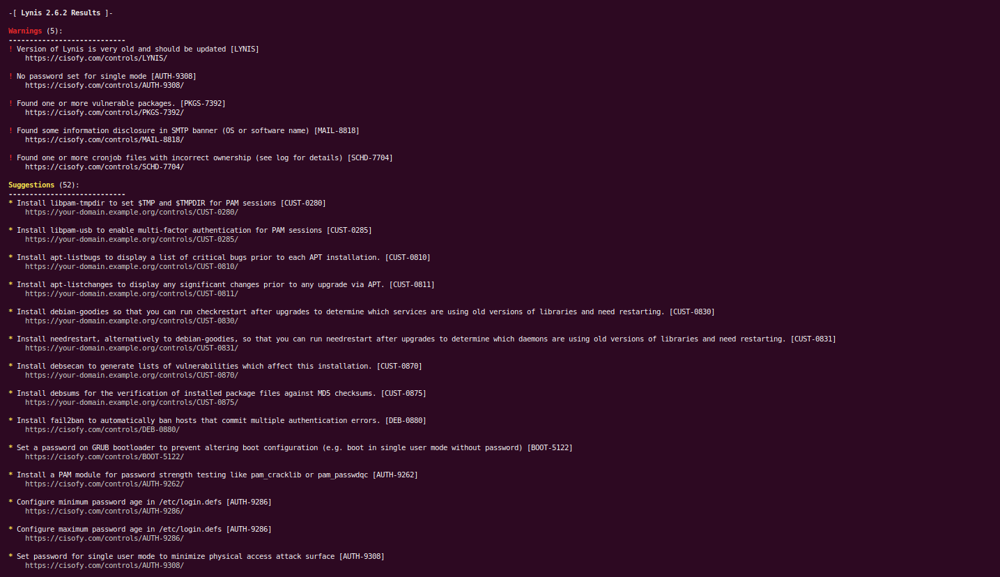 -[ Lynis 2.6.2 Results ]-
Warnings (5):
----------------------------
! Version of Lynis is very old and should be updated [LYNIS]
https://cisofy.com/controls/LYNIS/
! No password set for single mode [AUTH-9308]
https://cisofy.com/controls/AUTH-9308/
! Found one or more vulnerable packages. [PKGS-7392]
https://cisofy.com/controls/PKGS-7392/
! Found some information disclosure in SMTP banner (OS or software name) [MAIL-8818]
https://cisofy.com/controls/MAIL-8818/
! Found one or more cronjob files with incorrect ownership (see log for details) [SCHD-7704]
https://cisofy.com/controls/SCHD-7704/
Suggestions (52):
----------------------------
* Install libpam-tmpdir to set $TMP and $TMPDIR for PAM sessions [CUST-0280]
https://your-domain.example.org/controls/CUST-0280/
* Install libpam-usb to enable multi-factor authentication for PAM sessions [CUST-0285]
https://your-domain.example.org/controls/CUST-0285/
* Install apt-listbugs to display a list of critical bugs prior to each APT installation. [CUST-0810]
https://your-domain.example.org/controls/CUST-0810/
* Install apt-listchanges to display any significant changes prior to any upgrade via APT. [CUST-0811]
https://your-domain.example.org/controls/CUST-0811/
* Install debian-goodies so that you can run checkrestart after upgrades to determine which services are using old versions of libraries and need restarting. [CUST-0830]
https://your-domain.example.org/controls/CUST-0830/
* Install needrestart, alternatively to debian-goodies, so that you can run needrestart after upgrades to determine which daemons are using old versions of libraries and need restarting. [CUST-0831]
https://your-domain.example.org/controls/CUST-0831/
* Install debsecan to generate lists of vulnerabilities which affect this installation. [CUST-0870]
https://your-domain.example.org/controls/CUST-0870/
* Install debsums for the verification of installed package files against MD5 checksums. [CUST-0875]
https://your-domain.example.org/controls/CUST-0875/
* Install fail2ban to automatically ban hosts that commit multiple authentication errors. [DEB-0880]
https://cisofy.com/controls/DEB-0880/
* Set a password on GRUB bootloader to prevent altering boot configuration (e.g. boot in single user mode without password) [BOOT-5122]
https://cisofy.com/controls/BOOT-5122/
* Install a PAM module for password strength testing like pam_cracklib or pam_passwdqc [AUTH-9262]
https://cisofy.com/controls/AUTH-9262/
* Configure minimum password age in /etc/login.defs [AUTH-9286]
https://cisofy.com/controls/AUTH-9286/
* Configure maximum password age in /etc/login.defs [AUTH-9286]
https://cisofy.com/controls/AUTH-9286/
* Set password for single user mode to minimize physical access attack surface [AUTH-9308]
https://cisofy.com/controls/AUTH-9308/